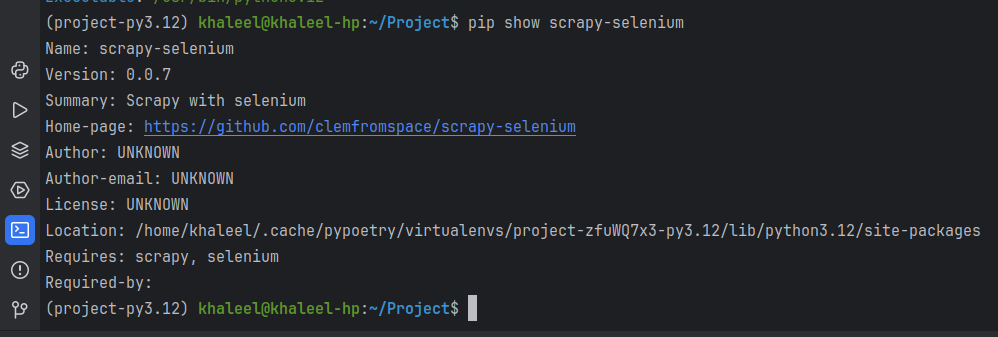 (project-py3.12) khaleel@khaleel-hp:~/Project$ pip show scrapy-selenium
Name: scrapy-selenium
Version: 0.0.7
Summary: Scrapy with selenium
Home-page: https://github.com/clemfromspace/scrapy-selenium
Author: UNKNOWN
Author-email: UNKNOWN
License: UNKNOWN
Location: /home/khaleel/.cache/pypoetry/virtualenvs/project-zfuWQ7x3-py3.12/lib/python3.12/site-packages
Requires: scrapy, selenium
Required-by:
(project-py3.12) khaleel@khaleel-hp:~/Project$